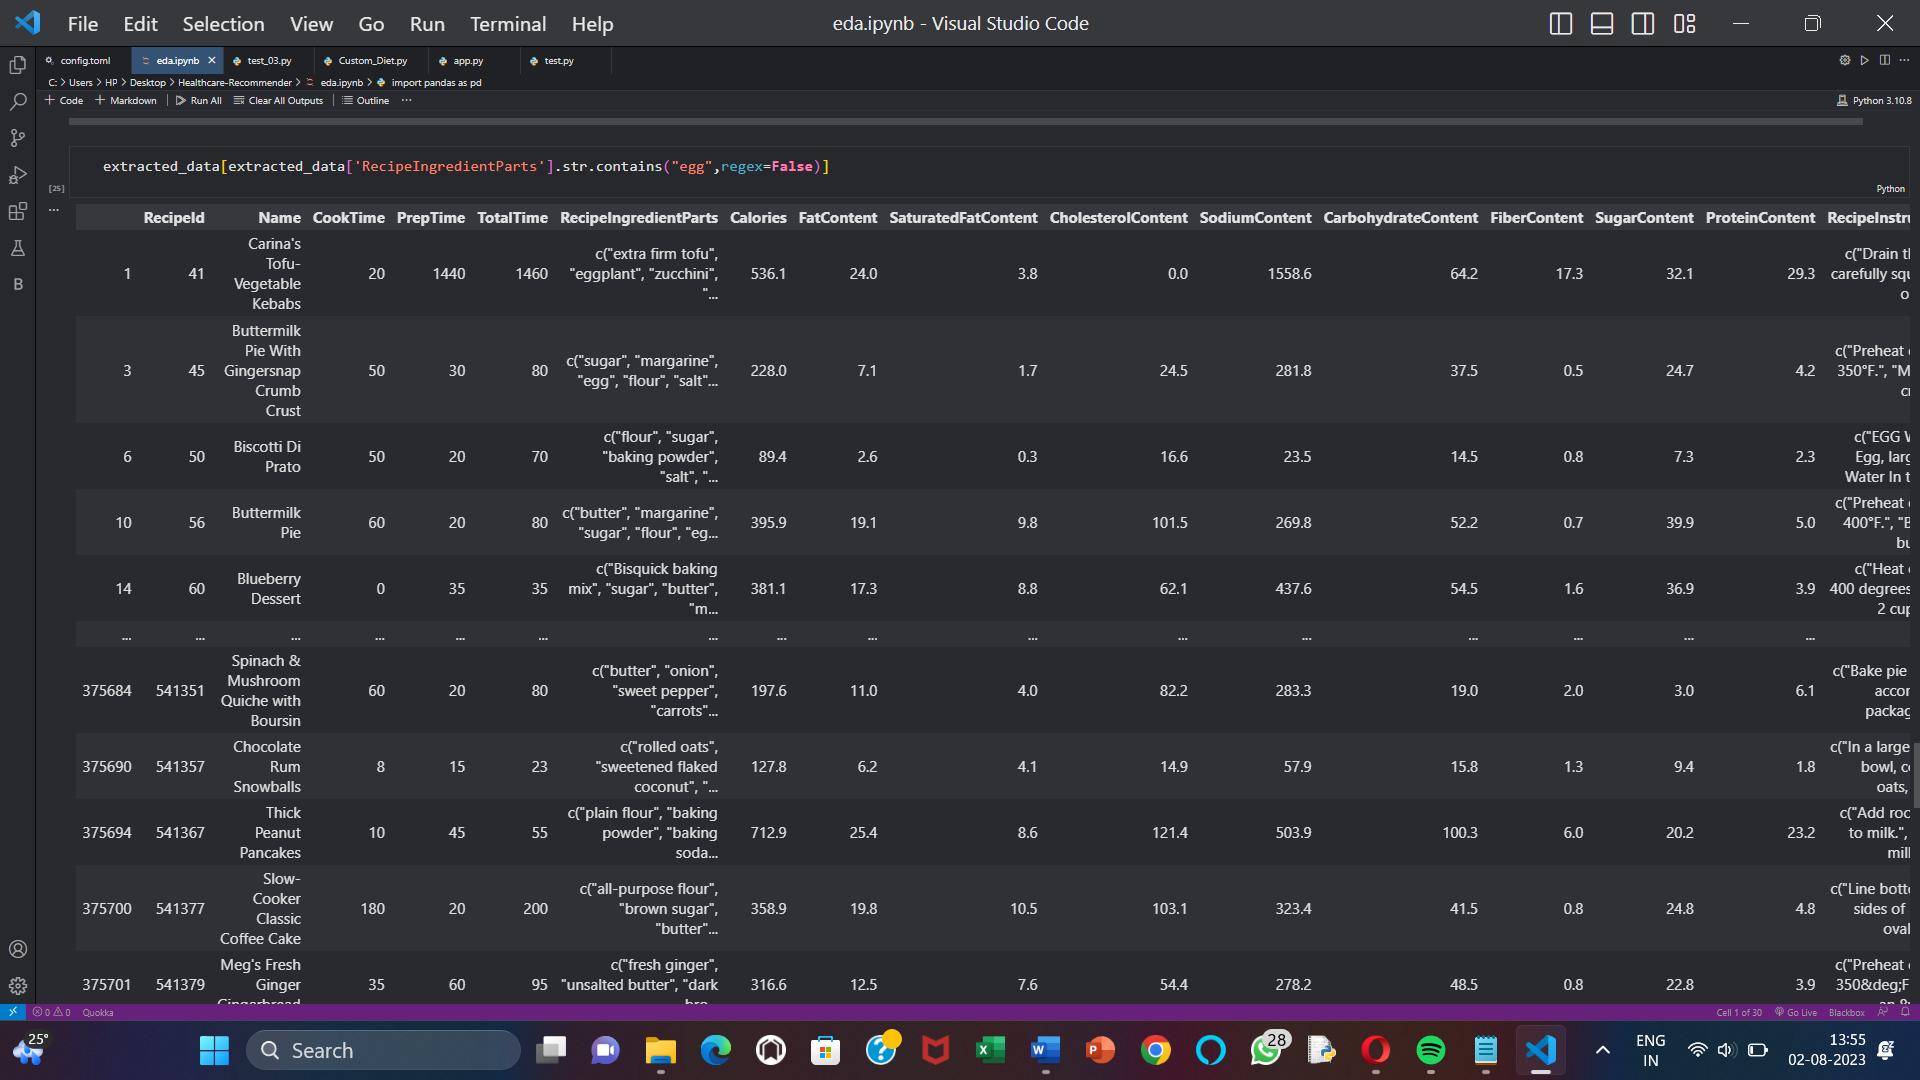 File Edit Selection View Go Run Terminal Help eda.ipynb - Visual Studio Code
config.toml eda.ipynb test_03.py Custom_Diet.py app.py test.py
C: > Users > HP > Desktop > Healthcare-Recommender > eda.ipynb > import pandas as pd
+ Code + Markdown Run All Clear All Outputs Outline ... Python 3.10.8
extracted_data[extracted_data['RecipeIngredientParts'].str.contains("egg",regex=False)]
[25] Python
...
RecipeId Name CookTime PrepTime TotalTime RecipeIngredientParts Calories FatContent SaturatedFatContent CholesterolContent SodiumContent CarbohydrateContent FiberContent SugarContent ProteinContent RecipeInstru
Carina's
Tofu- c("extra firm tofu", c("Drain th
1 41 Vegetable 20 1440 1460 "eggplant", "zucchini", 536.1 24.0 3.8 0.0 1558.6 64.2 17.3 32.1 29.3 carefully squ
Kebabs "... o
Buttermilk
Pie With c("sugar", "margarine", c("Preheat
3 45 Gingersnap 50 30 80 "egg", "flour", "salt"... 228.0 7.1 1.7 24.5 281.8 37.5 0.5 24.7 4.2 350°F.", "M
Crumb
Crust
c("flour", "sugar", c("EGG W
6 50 Biscotti Di Prato 50 20 70 "baking powder", 89.4 2.6 0.3 16.6 23.5 14.5 0.8 7.3 2.3 Egg, larg
"salt", "... Water In t
c("Preheat
10 56 Buttermilk Pie 60 20 80 c("butter", "margarine", "sugar", "flour", "eg... 395.9 19.1 9.8 101.5 269.8 52.2 0.7 39.9 5.0 400°F.", "B
bu
c("Bisquick baking c("Heat
14 60 Blueberry Dessert 0 35 35 mix", "sugar", "butter", 381.1 17.3 8.8 62.1 437.6 54.5 1.6 36.9 3.9 400 degrees
"m... 2 cup
... ... ... ... ... ... ... ... ... ... ... ... ... ... ... ...
Spinach &
Mushroom c("butter", "onion", c("Bake pie
375684 541351 Quiche with 60 20 80 "sweet pepper", 197.6 11.0 4.0 82.2 283.3 19.0 2.0 3.0 6.1 accor
Boursin "carrots"... packag
Chocolate c("rolled oats", c("In a large
375690 541357 Rum 8 15 23 "sweetened flaked 127.8 6.2 4.1 14.9 57.9 15.8 1.3 9.4 1.8 bowl, c
Snowballs coconut", "... oats,
Thick c("plain flour", "baking c("Add roo
375694 541367 Peanut 10 45 55 powder", "baking 712.9 25.4 8.6 121.4 503.9 100.3 6.0 20.2 23.2 to milk.",
Pancakes soda... mill
Slow-
Cooker c("all-purpose flour", c("Line botto
375700 541377 Classic 180 20 200 "brown sugar", 358.9 19.8 10.5 103.1 323.4 41.5 0.8 24.8 4.8 sides of
Coffee Cake "butter"... oval
Meg's Fresh c("fresh ginger", c("Preheat
375701 541379 Ginger 35 60 95 "unsalted butter", "dark 316.6 12.5 7.6 54.4 278.2 48.5 0.8 22.8 3.9 350&deg;F
Gingerbread
0 0 Quokka Cell 1 of 30 Go Live Blackbox
25° Search 28 ENG 13:55
IN 02-08-2023